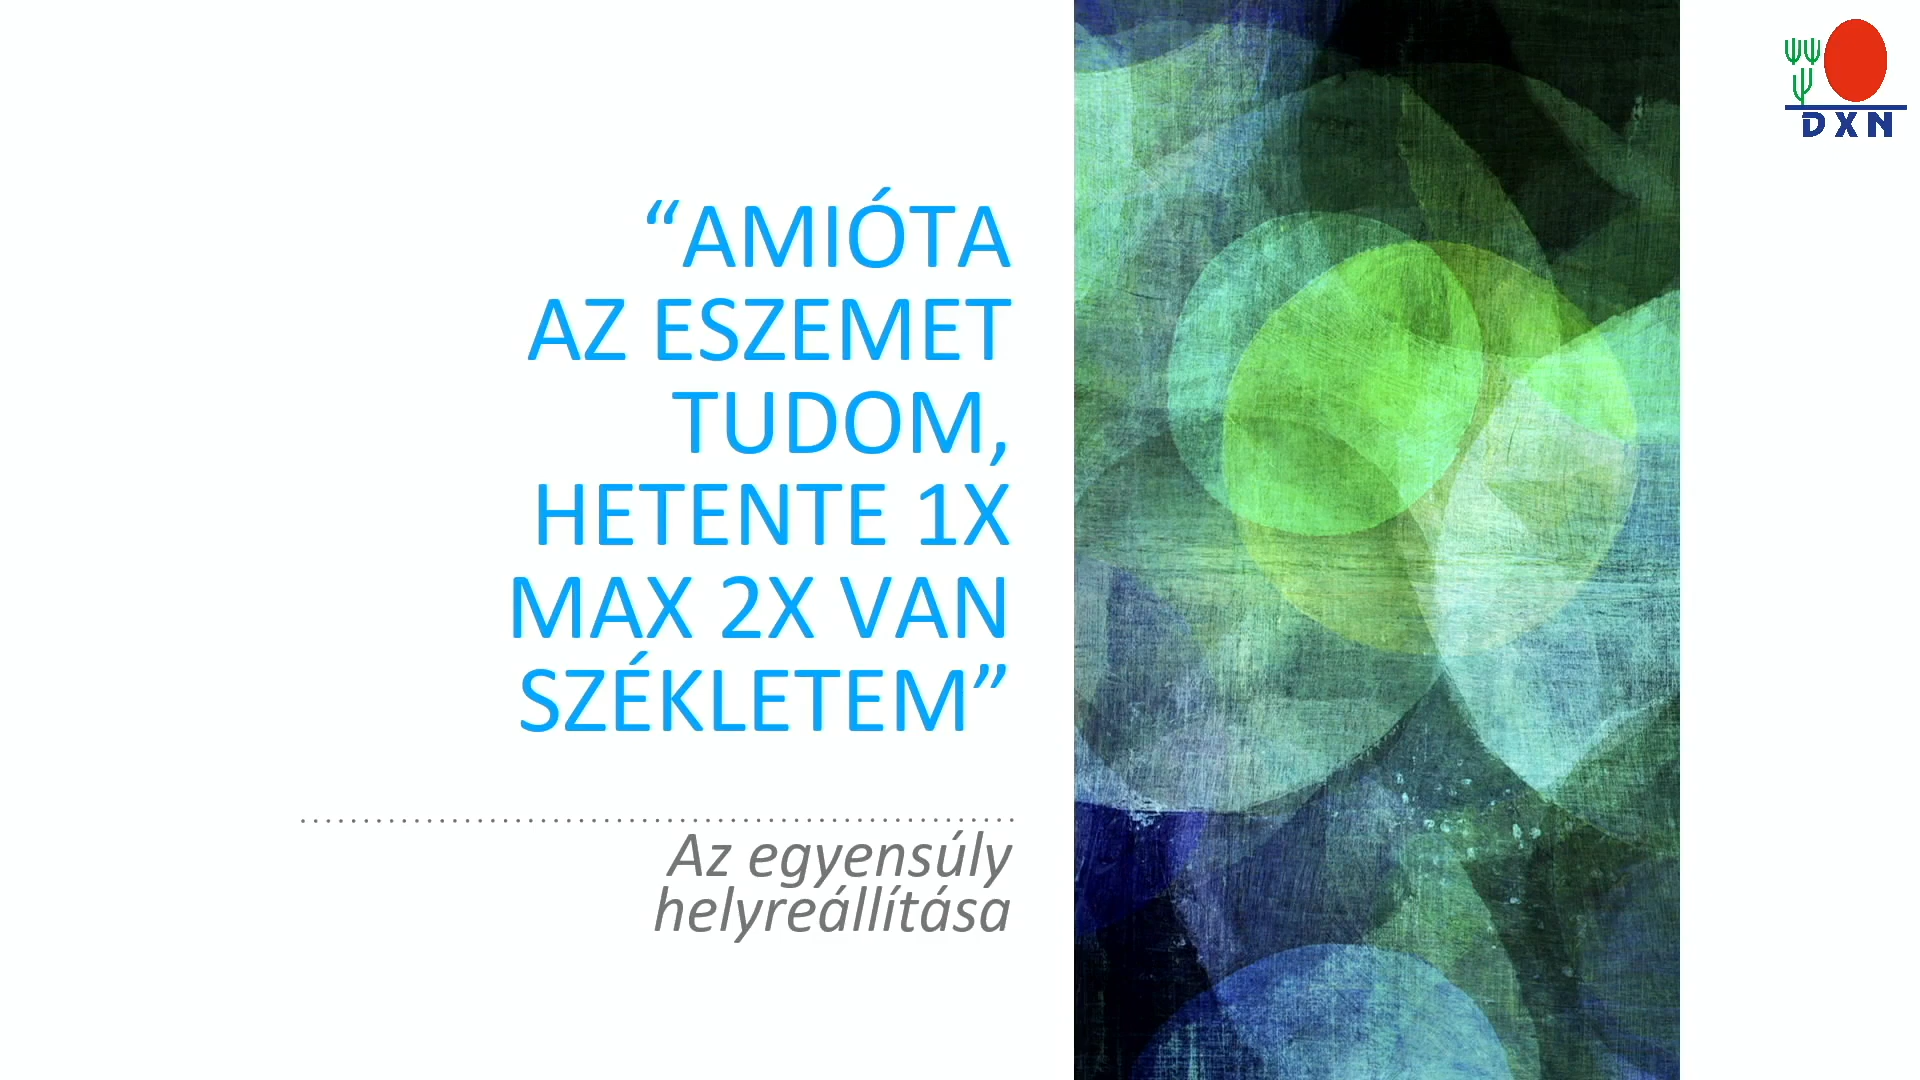 “AMIÓTA
AZ ESZEMET
TUDOM,
HETENTE 1X
MAX 2X VAN
SZÉKLETEM”
Az egyensúly
helyreállítása
DXN